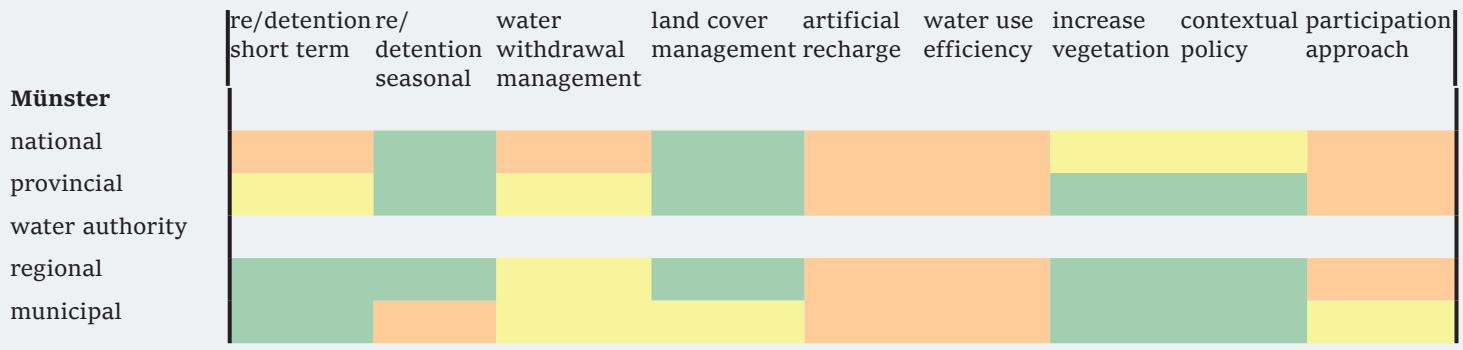 re/detention re/ water land cover artificial water use increase contextual participation
short term detention withdrawal management recharge efficiency vegetation policy approach
seasonal management
Münster
national
provincial
water authority
regional
municipal